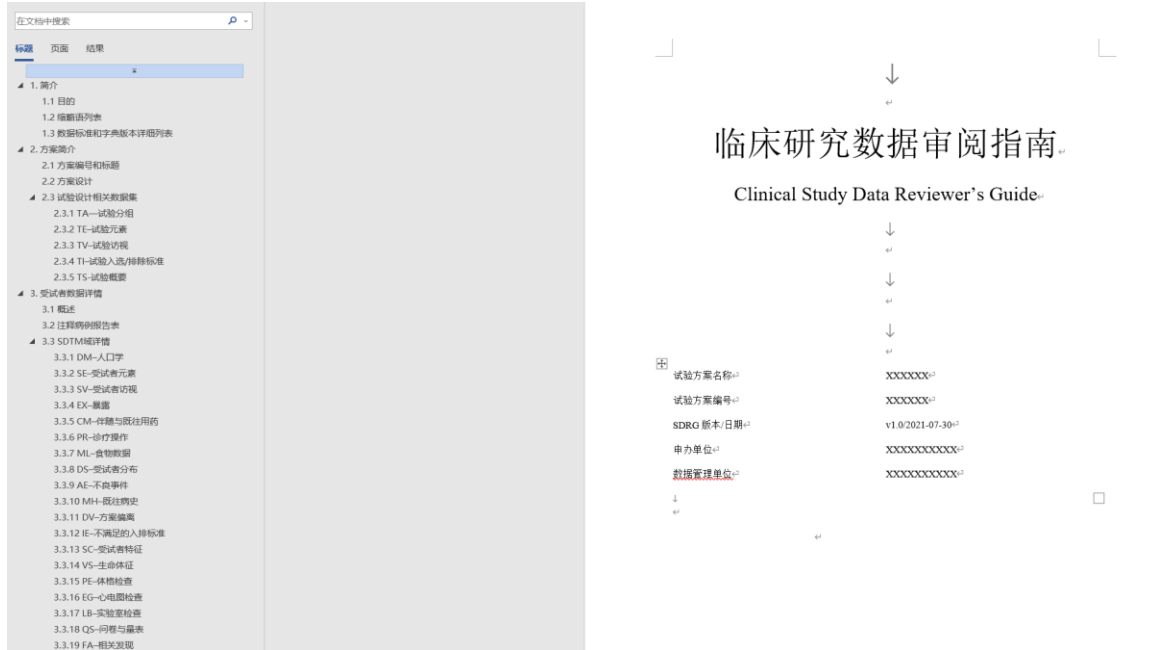 在文档中搜索
标题 页面 结果
1. 简介
1.1 目的
1.2 缩略语列表
1.3 数据标准和字典版本详细列表
2. 方案简介
2.1 方案编号和标题
2.2 方案设计
2.3 试验设计相关数据集
2.3.1 TA—试验分组
2.3.2 TE–试验元素
2.3.3 TV–试验访视
2.3.4 TI–试验入选/排除标准
2.3.5 TS–试验概要
3. 受试者数据详情
3.1 概述
3.2 注释病例报告表
3.3 SDTM域详情
3.3.1 DM–人口学
3.3.2 SE–受试者元素
3.3.3 SV–受试者访视
3.3.4 EX–暴露
3.3.5 CM–伴随与既往用药
3.3.6 PR–诊疗操作
3.3.7 ML–食物数据
3.3.8 DS–受试者分布
3.3.9 AE–不良事件
3.3.10 MH–既往病史
3.3.11 DV–方案偏离
3.3.12 IE–不满足的入排标准
3.3.13 SC–受试者特征
3.3.14 VS–生命体征
3.3.15 PE–体格检查
3.3.16 EG–心电图检查
3.3.17 LB–实验室检查
3.3.18 QS–问卷与量表
3.3.19 FA–相关发现
临床研究数据审阅指南
Clinical Study Data Reviewer’s Guide
试验方案名称 XXXXXX
试验方案编号 XXXXXX
SDRG 版本/日期 v1.0/2021-07-30
申办单位 XXXXXXXXXX
数据管理单位 XXXXXXXXXX